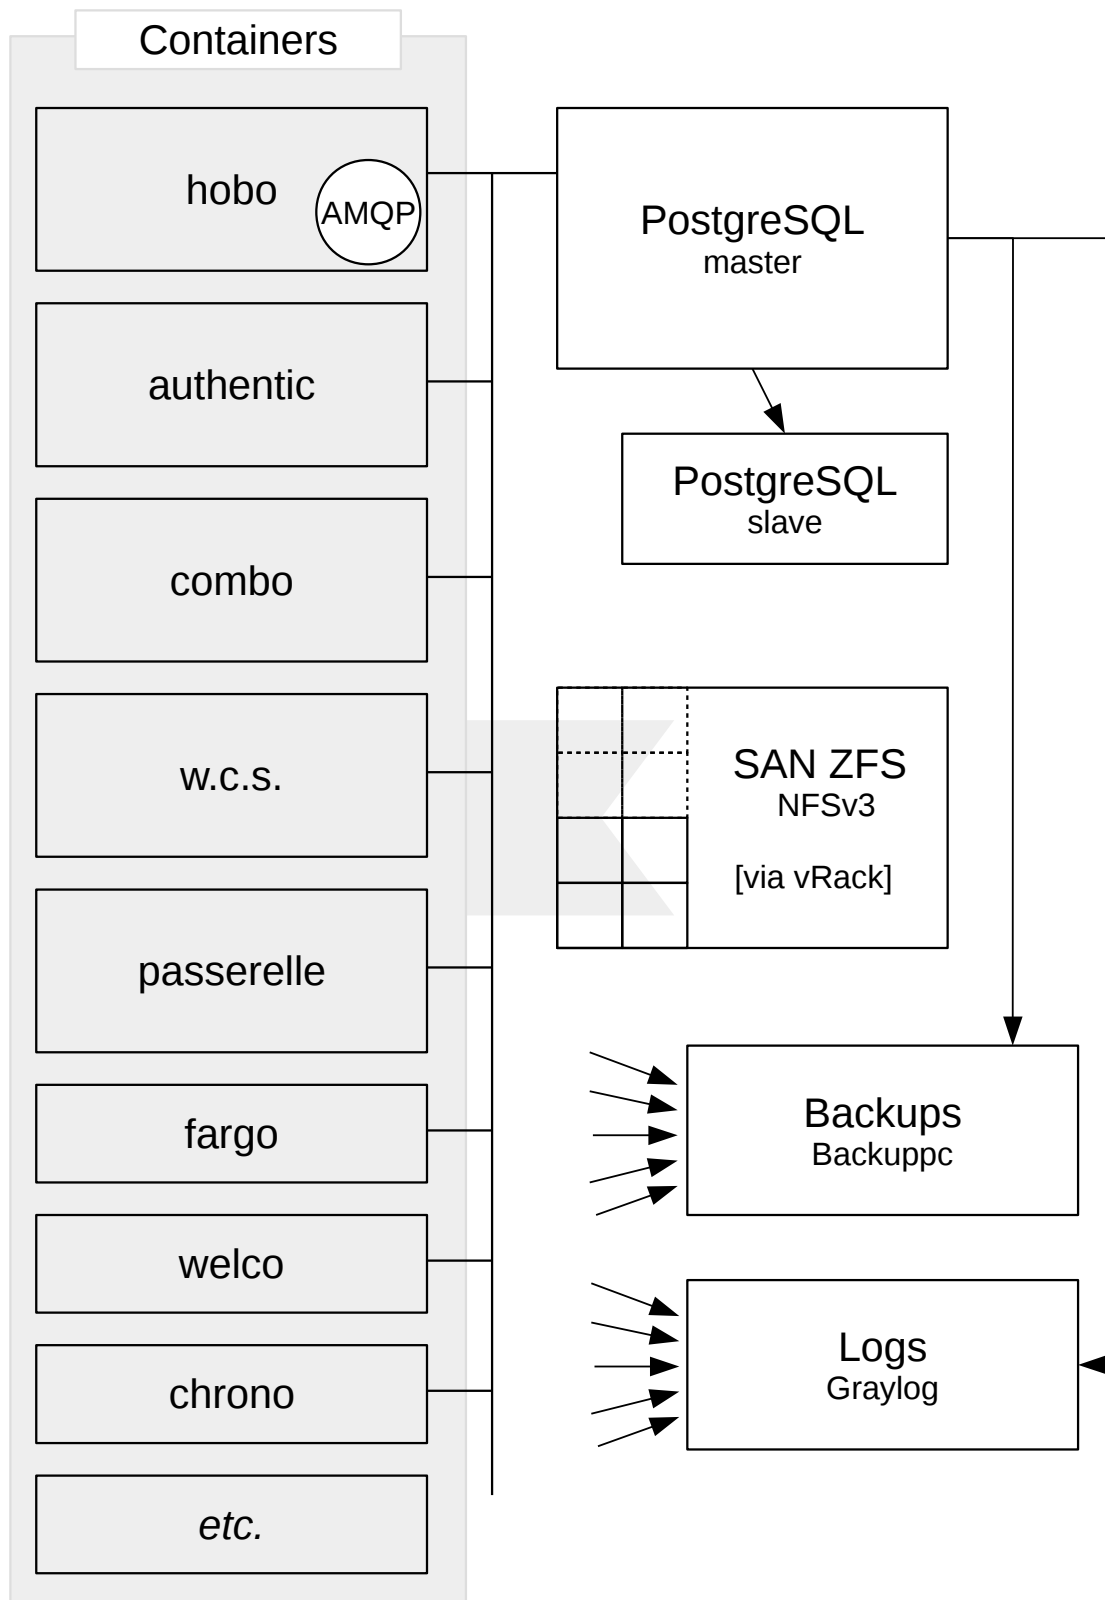 Containers
hobo
AMQP
authentic
combo
w.c.s.
passerelle
fargo
welco
chrono
etc.
PostgreSQL
master
PostgreSQL
slave
SAN ZFS
NFSv3
[via vRack]
Backups
Backuppc
Logs
Graylog